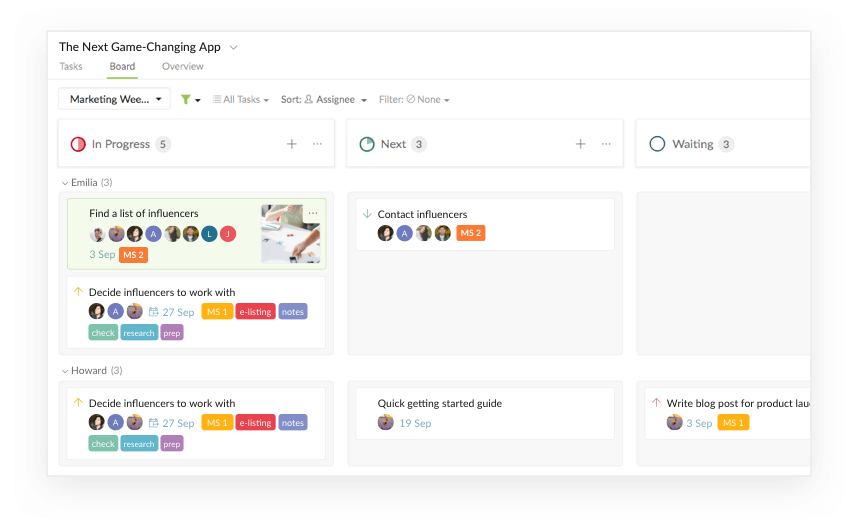 The Next Game-Changing App
Tasks Board Overview
Marketing Wee... All Tasks Sort: Assignee Filter: None
In Progress 5 + ...
Next 3 + ...
Waiting 3
Emilia (3)
Find a list of influencers ...
A L J
3 Sep MS 2
Contact influencers
A MS 2
Decide influencers to work with
A 27 Sep MS 1 e-listing notes
check research prep
Howard (3)
Decide influencers to work with
A 27 Sep MS 1 e-listing notes
check research prep
Quick getting started guide
19 Sep
Write blog post for product lau
3 Sep MS 1